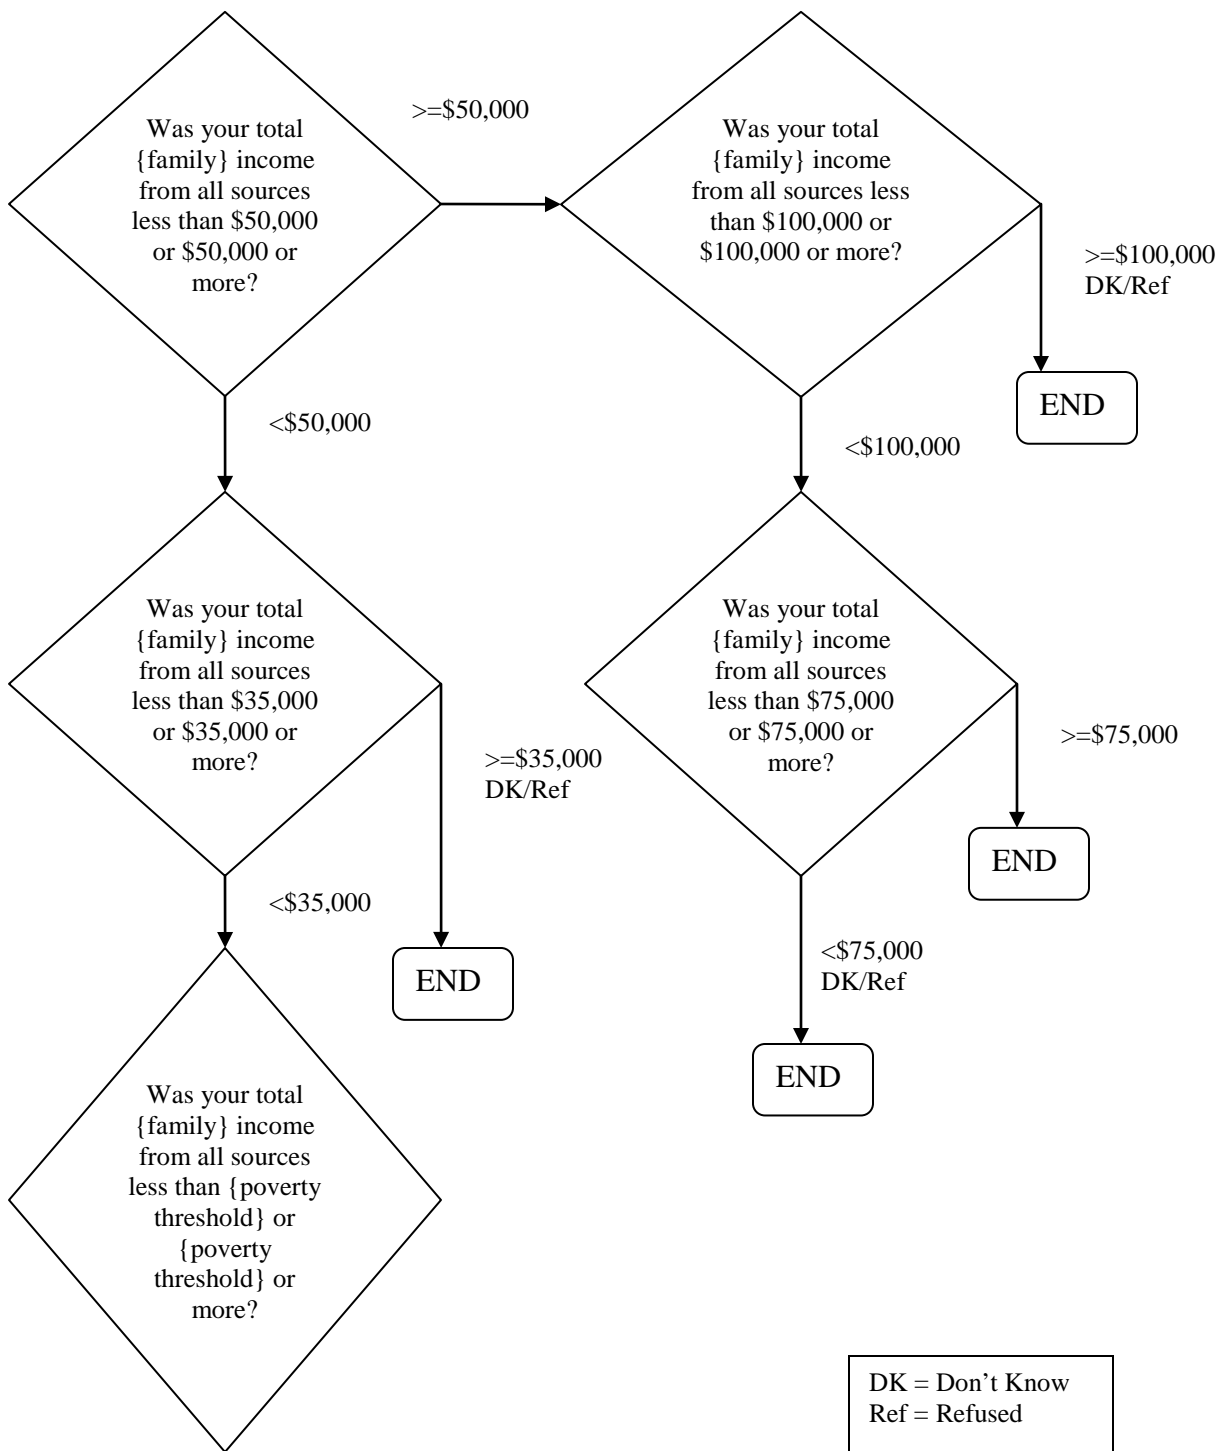 Was your total
{family} income
from all sources
less than $50,000
or $50,000 or
more?
>=$50,000
Was your total
{family} income
from all sources less
than $100,000 or
$100,000 or more?
>=$100,000
DK/Ref
END
<$50,000
<$100,000
Was your total
{family} income
from all sources
less than $35,000
or $35,000 or
more?
>=$35,000
DK/Ref
Was your total
{family} income
from all sources
less than $75,000
or $75,000 or
more?
>=$75,000
END
<$35,000
END
<$75,000
DK/Ref
END
Was your total
{family} income
from all sources
less than {poverty
threshold} or
{poverty
threshold} or
more?
DK = Don’t Know
Ref = Refused